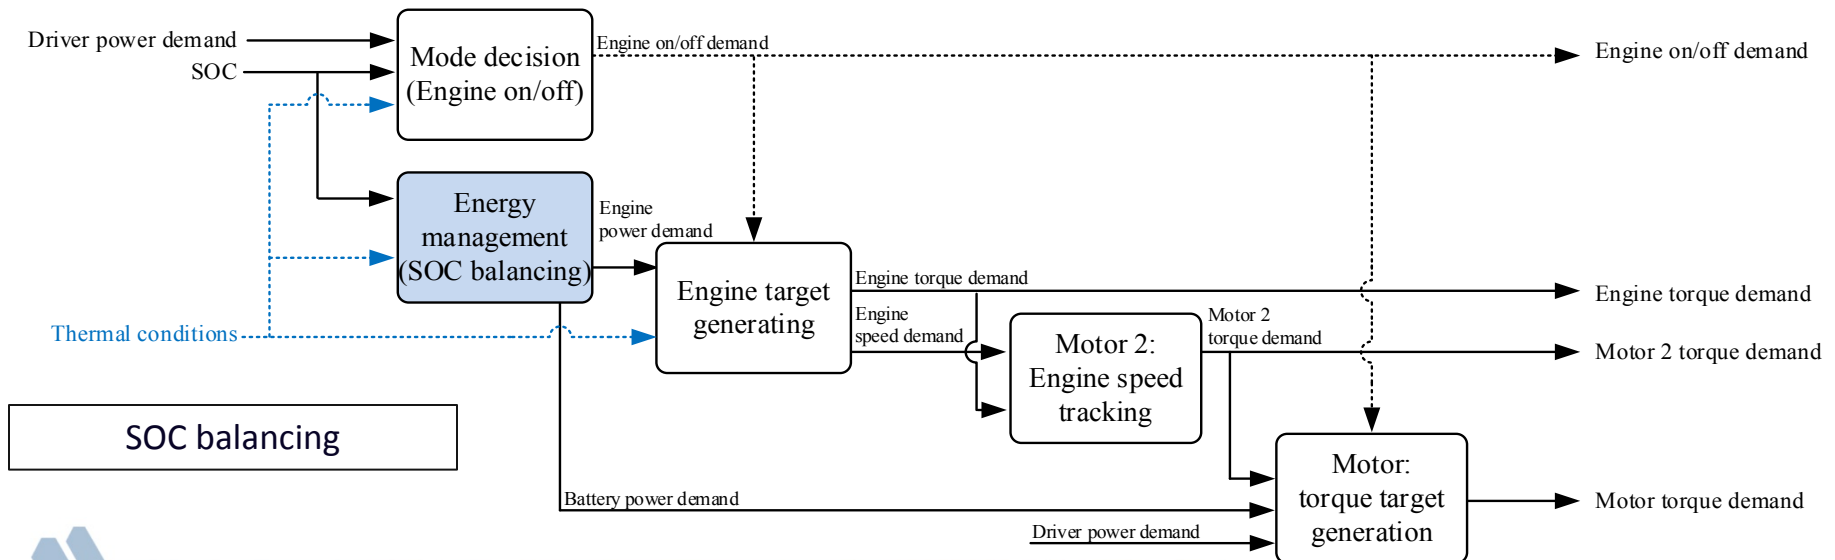 Driver power demand
SOC
Mode decision
(Engine on/off)
Engine on/off demand
Engine on/off demand
Energy
management
(SOC balancing)
Engine
power demand
Thermal conditions
Engine target
generating
Engine torque demand
Engine torque demand
Engine
speed demand
Motor 2:
Engine speed
tracking
Motor 2
torque demand
Motor 2 torque demand
SOC balancing
Battery power demand
Driver power demand
Motor:
torque target
generation
Motor torque demand